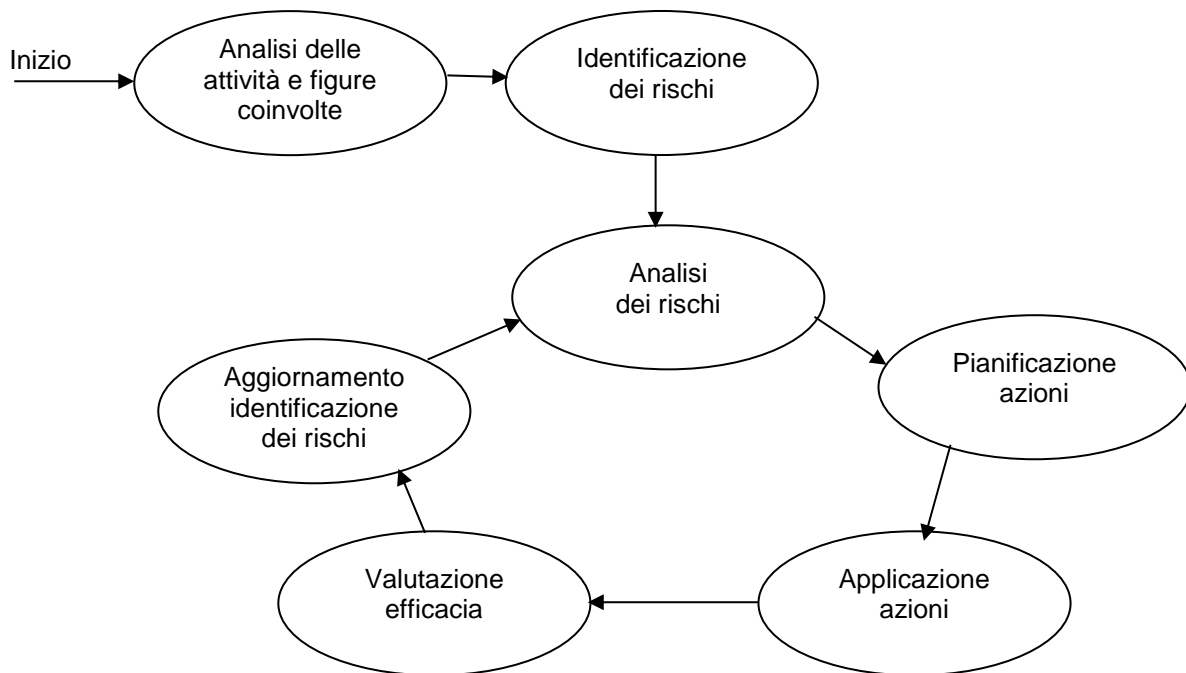 Inizio
Analisi delle
attività e figure
coinvolte
Identificazione
dei rischi
Analisi
dei rischi
Pianificazione
azioni
Applicazione
azioni
Valutazione
efficacia
Aggiornamento
identificazione
dei rischi